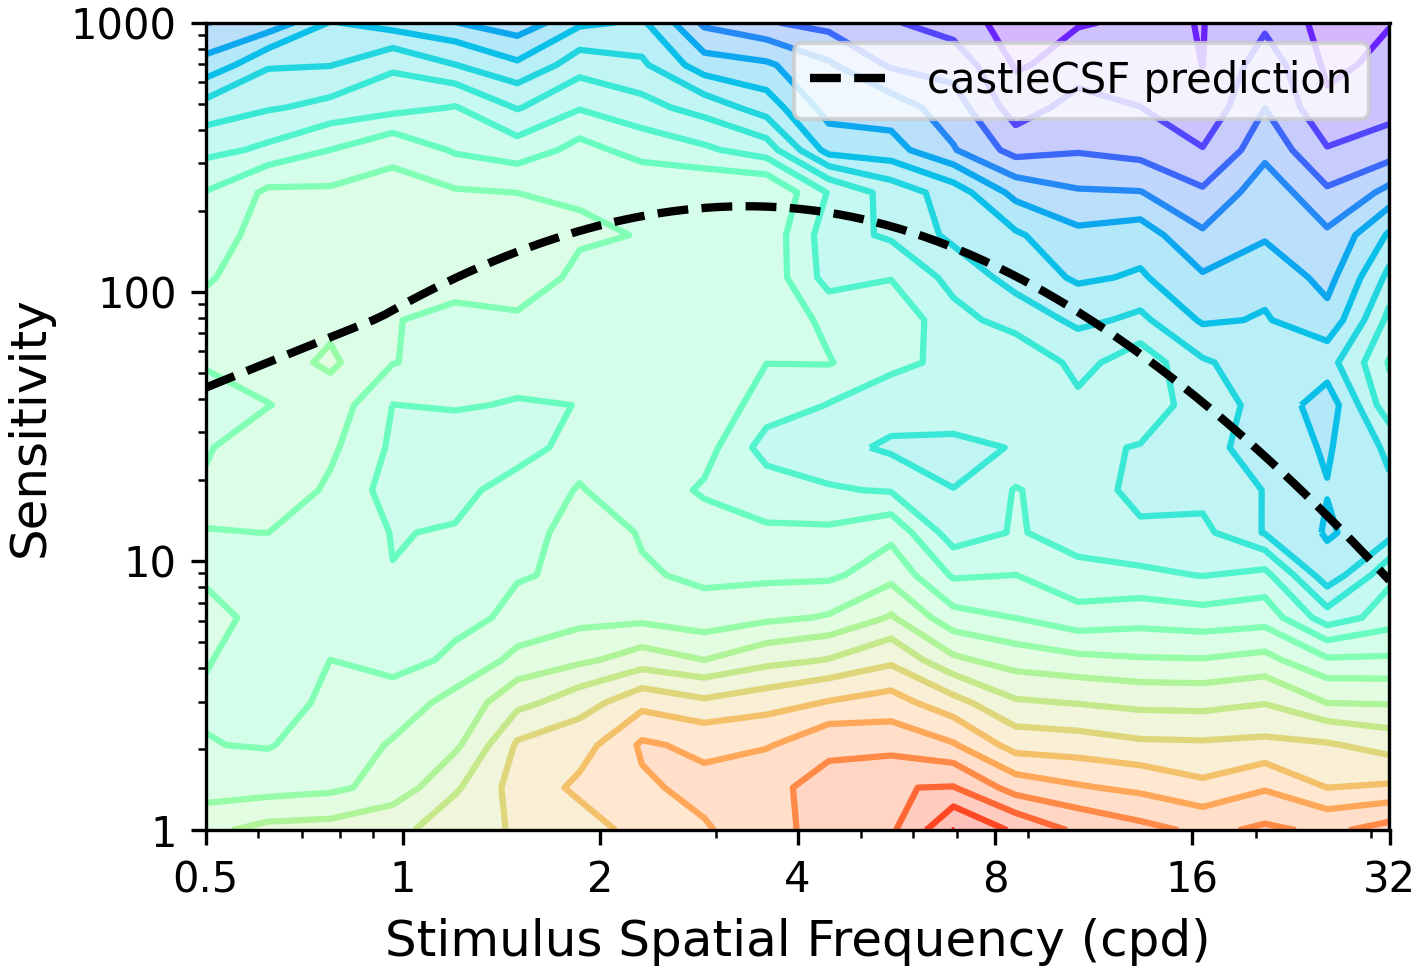 1000
100
10
1
Sensitivity
castleCSF prediction
0.5 1 2 4 8 16 32
Stimulus Spatial Frequency (cpd)